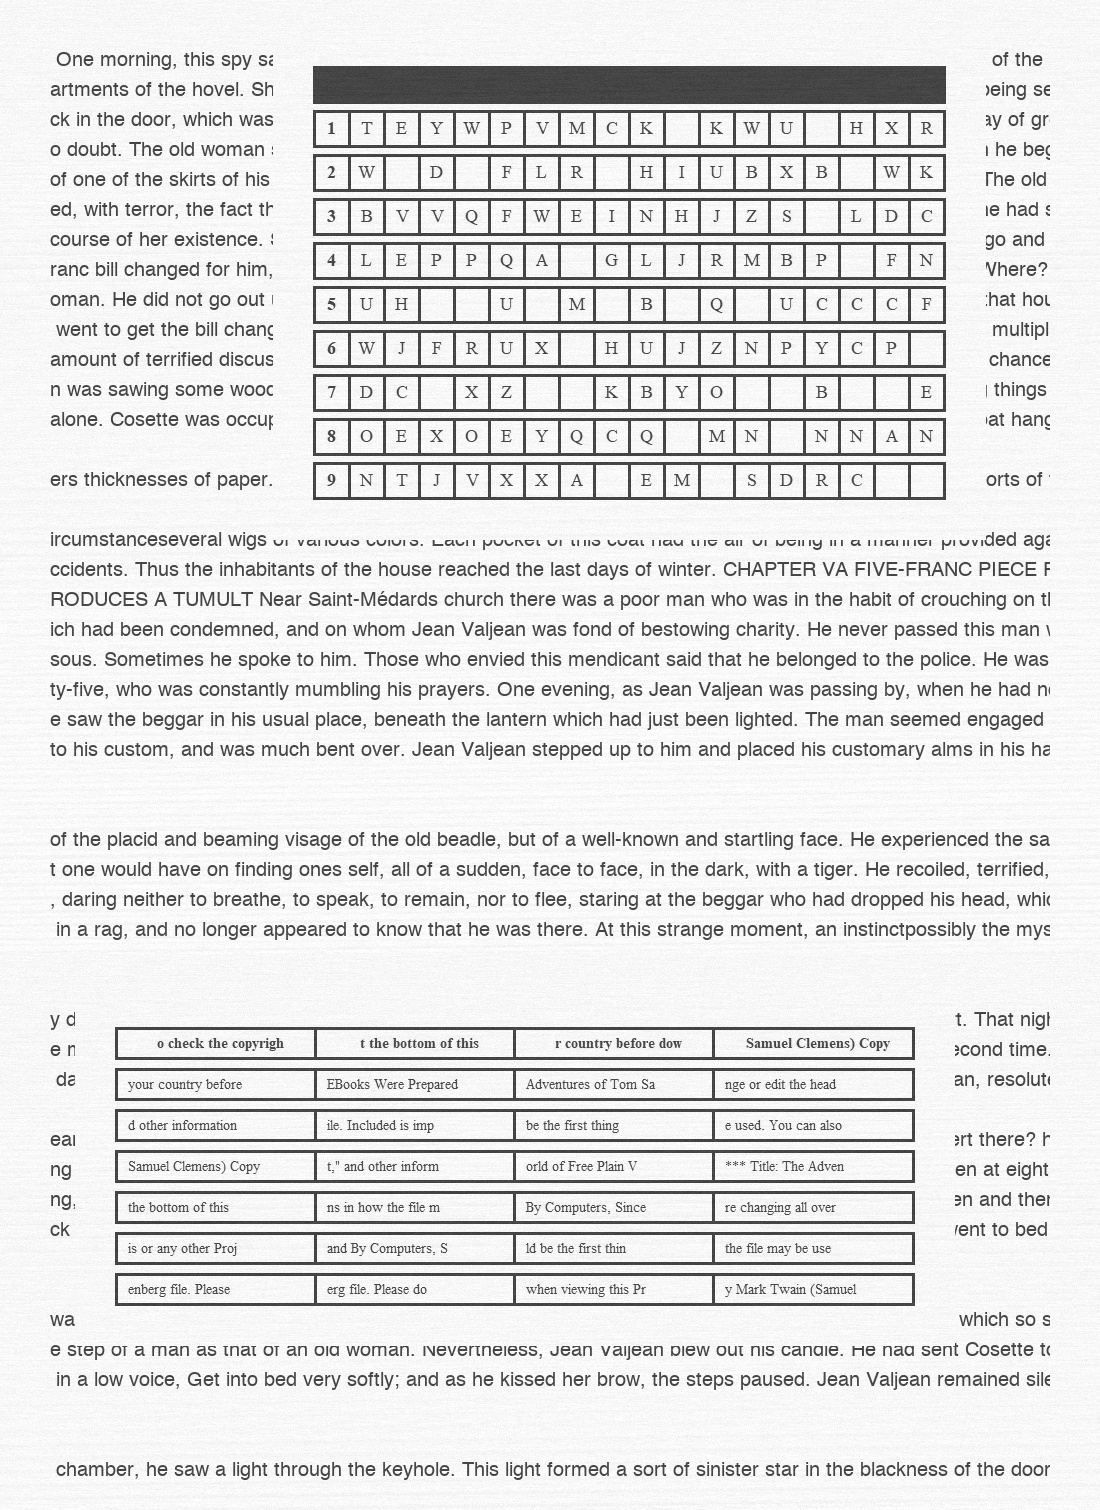 One morning, this spy sa of the
artments of the hovel. Sh being se
ck in the door, which was ay of gr
o doubt. The old woman s he beg
of one of the skirts of his The old
ed, with terror, the fact th he had s
course of her existence. S go and
ranc bill changed for him, Where?
oman. He did not go out that hou
went to get the bill chang multipl
amount of terrified discus chance
n was sawing some wood things
alone. Cosette was occup oat hang
ers thicknesses of paper. orts of
1 T E Y W P V M C K K W U H X R
2 W D F L R H I U B X B W K
3 B V V Q F W E I N H J Z S L D C
4 L E P P Q A G L J R M B P F N
5 U H U M B Q U C C C F
6 W J F R U X H U J Z N P Y C P
7 D C X Z K B Y O B E
8 O E X O E Y Q C Q M N N N A N
9 N T J V X X A E M S D R C
ircumstanceseveral wigs of various colors. Each pocket of this coat had the air of being in a manner provided aga
ccidents. Thus the inhabitants of the house reached the last days of winter. CHAPTER VA FIVE-FRANC PIECE F
RODUCES A TUMULT Near Saint-Médards church there was a poor man who was in the habit of crouching on th
ich had been condemned, and on whom Jean Valjean was fond of bestowing charity. He never passed this man w
sous. Sometimes he spoke to him. Those who envied this mendicant said that he belonged to the police. He was
ty-five, who was constantly mumbling his prayers. One evening, as Jean Valjean was passing by, when he had no
e saw the beggar in his usual place, beneath the lantern which had just been lighted. The man seemed engaged
to his custom, and was much bent over. Jean Valjean stepped up to him and placed his customary alms in his ha
of the placid and beaming visage of the old beadle, but of a well-known and startling face. He experienced the sa
t one would have on finding ones self, all of a sudden, face to face, in the dark, with a tiger. He recoiled, terrified,
, daring neither to breathe, to speak, to remain, nor to flee, staring at the beggar who had dropped his head, whic
in a rag, and no longer appeared to know that he was there. At this strange moment, an instinctpossibly the mys
y d t. That nigh
e m econd time.
da an, resolute
ear ert there? h
ng en at eight
ng, en and then
ck went to bed
o check the copyrigh t the bottom of this r country before dow Samuel Clemens) Copy
your country before EBooks Were Prepared Adventures of Tom Sa nge or edit the head
d other information ile. Included is imp be the first thing e used. You can also
Samuel Clemens) Copy t," and other inform orld of Free Plain V *** Title: The Adven
the bottom of this ns in how the file m By Computers, Since re changing all over
is or any other Proj and By Computers, S ld be the first thin the file may be use
enberg file. Please erg file. Please do when viewing this Pr y Mark Twain (Samuel
wa which so s
e step of a man as that of an old woman. Nevertheless, Jean Valjean blew out his candle. He had sent Cosette to
in a low voice, Get into bed very softly; and as he kissed her brow, the steps paused. Jean Valjean remained sile
chamber, he saw a light through the keyhole. This light formed a sort of sinister star in the blackness of the door